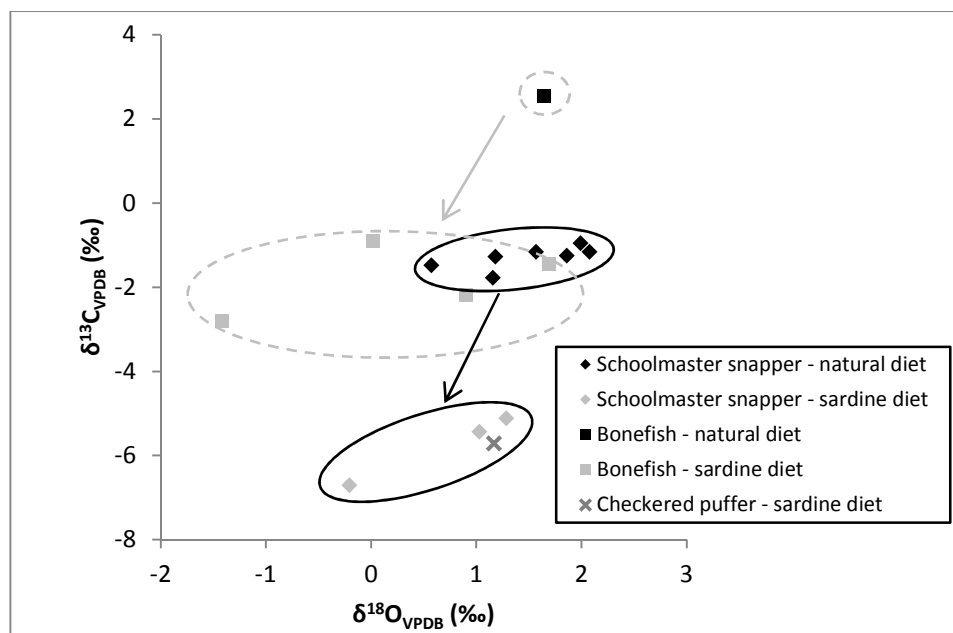 4
2
0
-2
-4
-6
-8
-2 -1 0 1 2 3
δ13CVPDB (‰)
δ18OVPDB (‰)
Schoolmaster snapper - natural diet
Schoolmaster snapper - sardine diet
Bonefish - natural diet
Bonefish - sardine diet
Checkered puffer - sardine diet